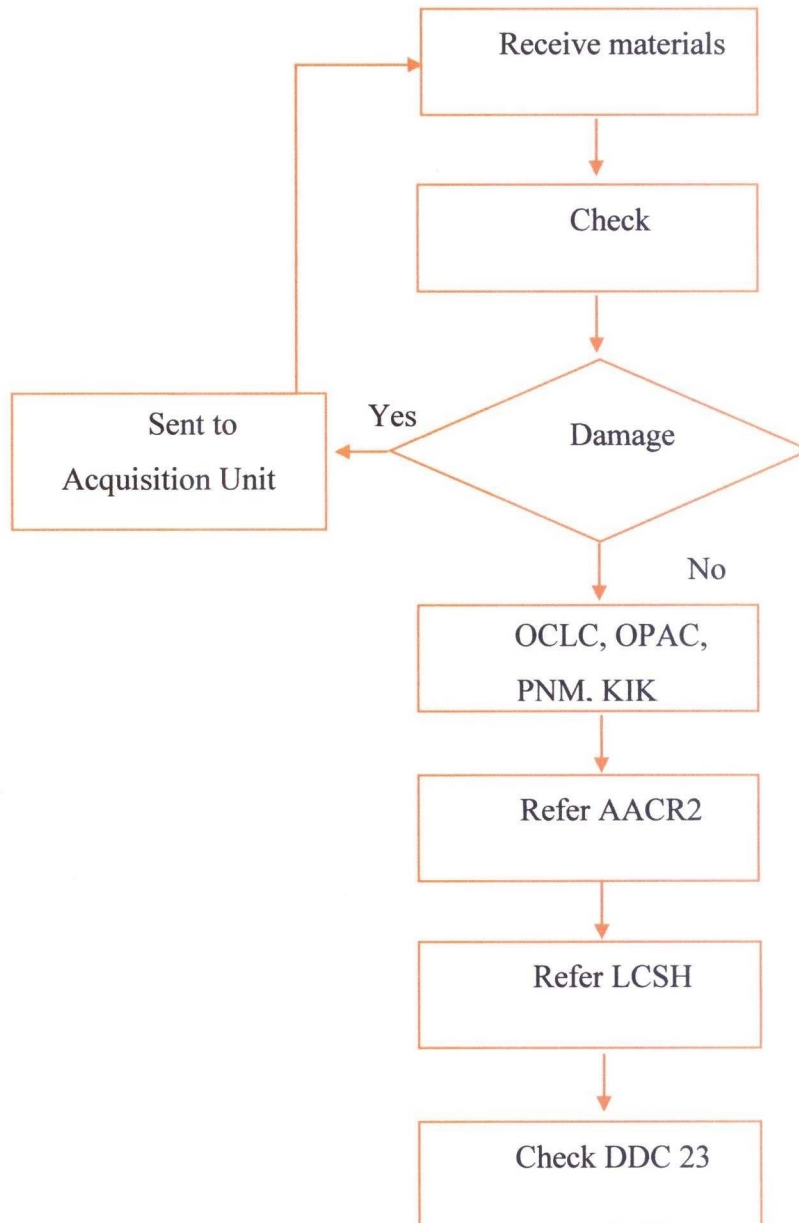 Receive materials
Check
Damage
Yes
Sent to
Acquisition Unit
No
OCLC, OPAC,
PNM, KIK
Refer AACR2
Refer LCSH
Check DDC 23